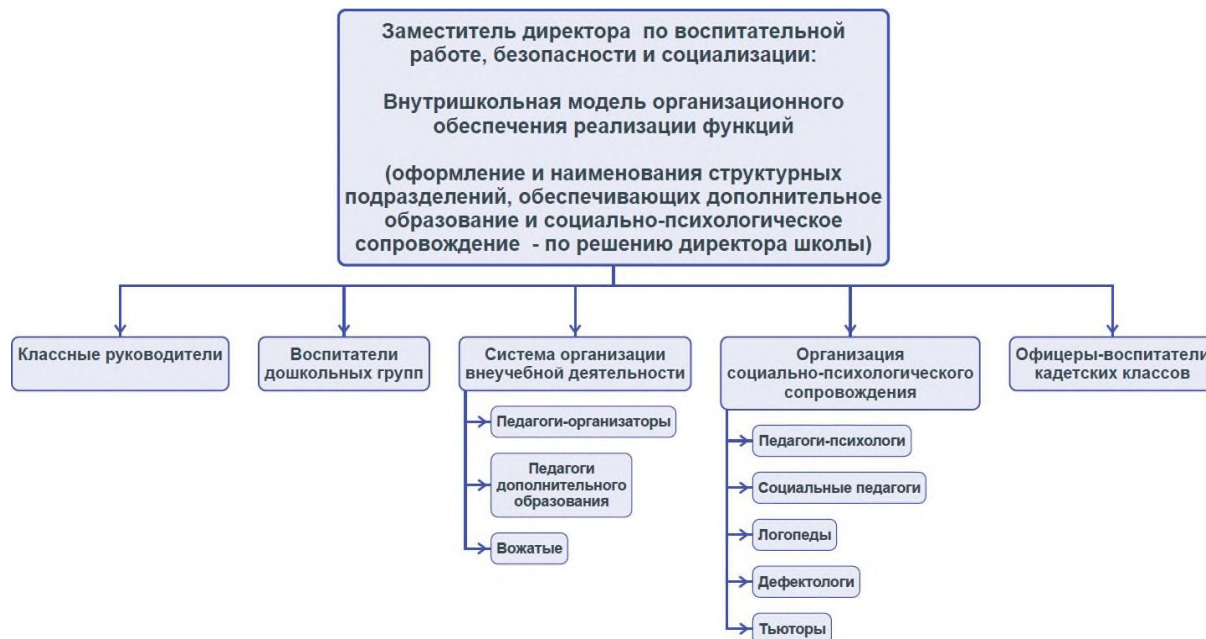 Заместитель директора по воспитательной
работе, безопасности и социализации:
Внутришкольная модель организационного
обеспечения реализации функций
(оформление и наименования структурных
подразделений, обеспечивающих дополнительное
образование и социально-психологическое
сопровождение - по решению директора школы)
Классные руководители
Воспитатели
дошкольных групп
Система организации
внеучебной деятельности
Педагоги-организаторы
Педагоги
дополнительного
образования
Вожатые
Организация
социально-психологического
сопровождения
Педагоги-психологи
Социальные педагоги
Логопеды
Дефектологи
Тьюторы
Офицеры-воспитатели
кадетских классов